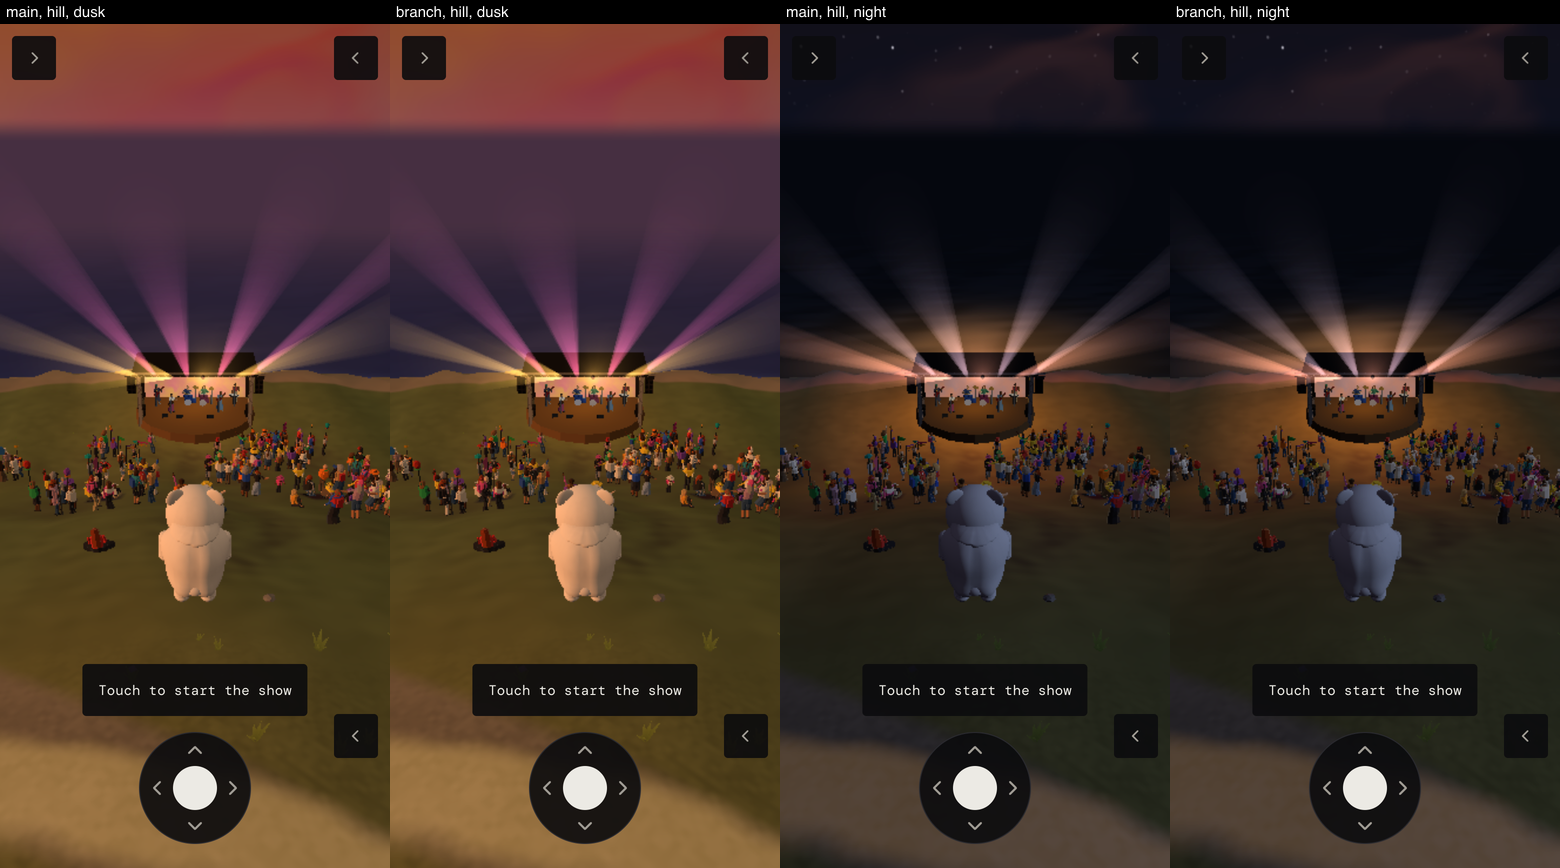 main, hill, dusk
branch, hill, dusk
main, hill, night
branch, hill, night
Touch to start the show
Touch to start the show
Touch to start the show
Touch to start the show